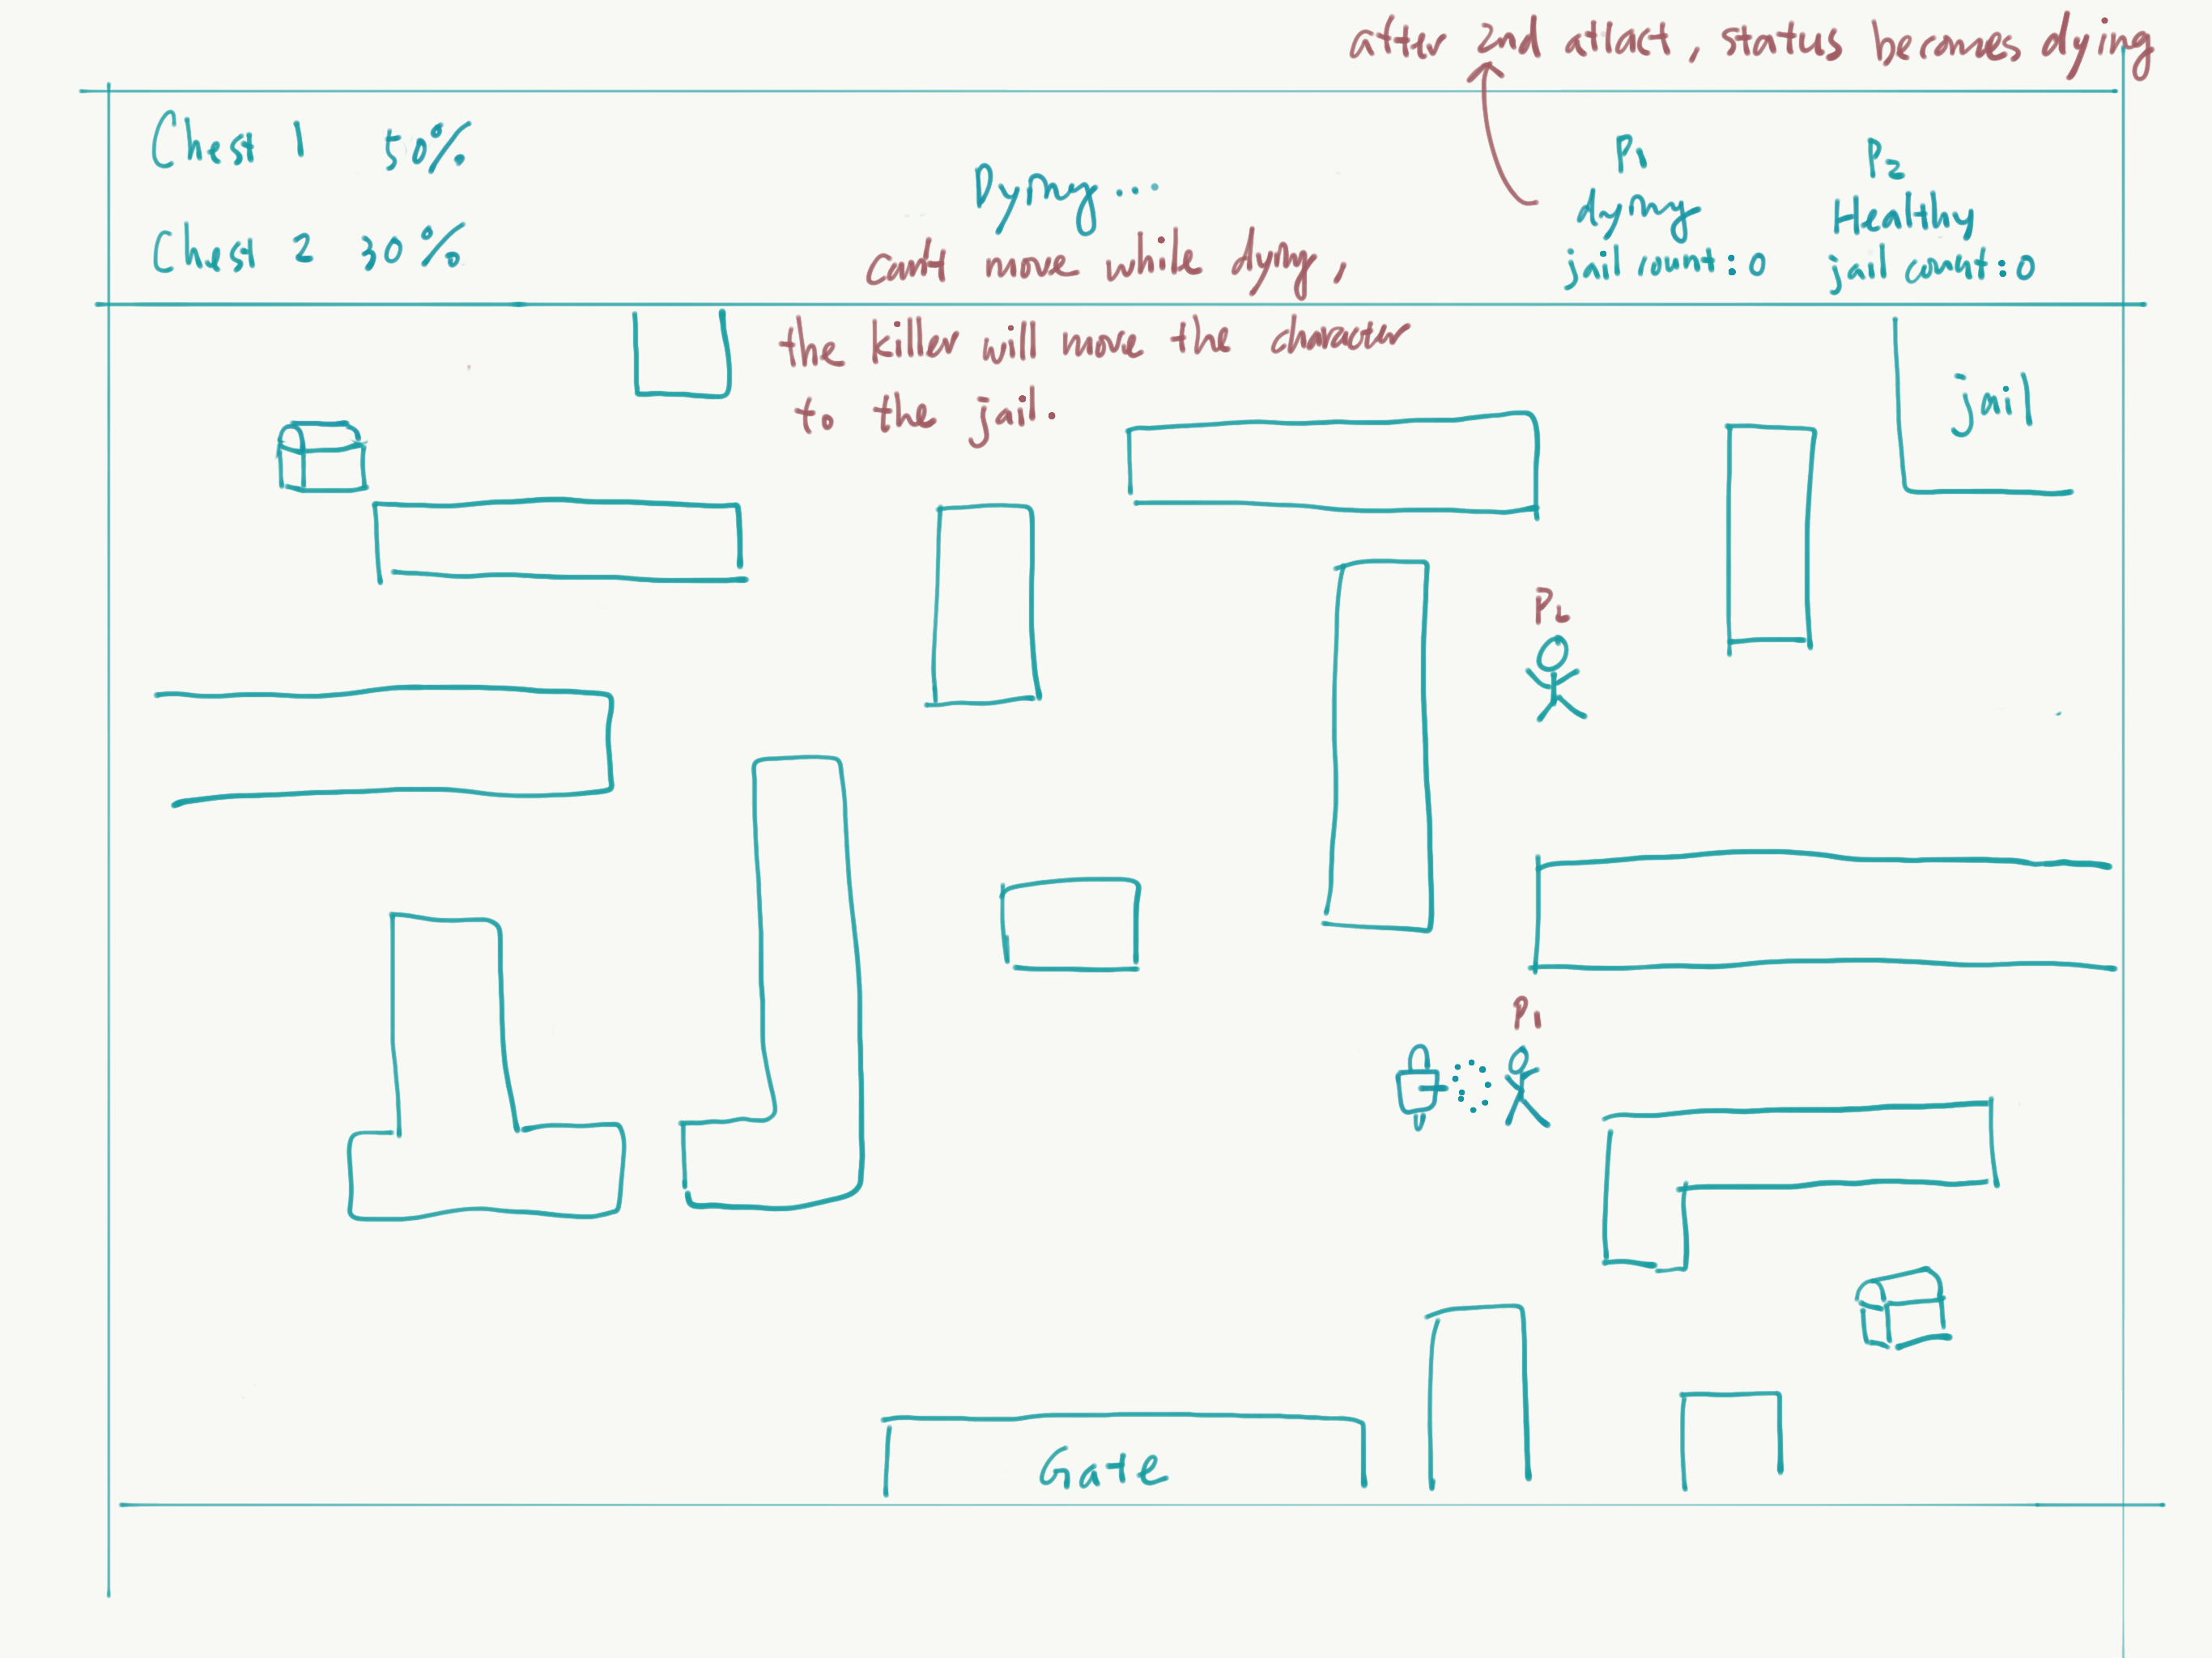 after 2nd attact, status becomes dying
Chest 1 50%
Chest 2 30%
Dying...
can't move while dying,
the killer will move the character
to the jail.
P1
dying
jail count: 0
P2
Healthy
jail count: 0
jail
P2
P1
Gate